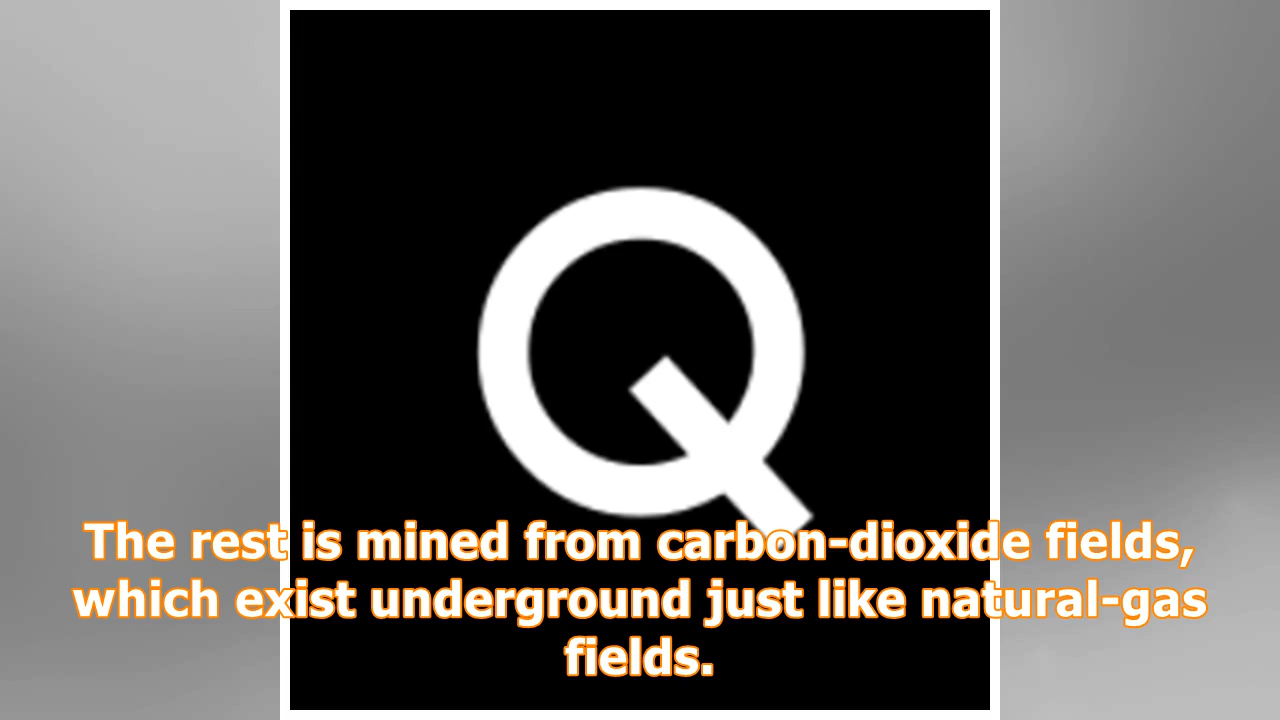 Q
The rest is mined from carbon-dioxide fields,
which exist underground just like natural-gas
fields.